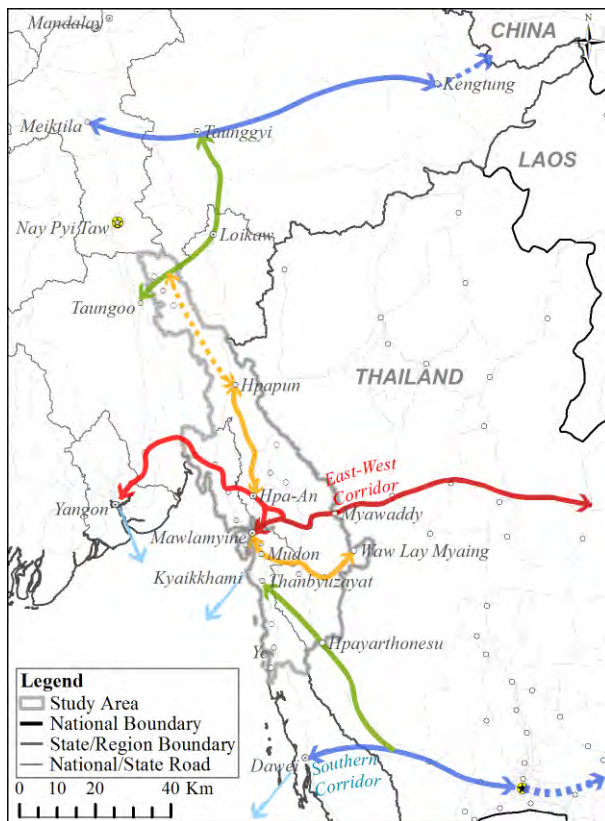 Mandalay
CHINA
N
Kengtung
Meiktila
Taunggyi
LAOS
Nay Pyi Taw
Loikaw
Taungoo
THAILAND
Hpapun
East-West
Corridor
Hpa-An
Yangon
Myawaddy
Mawlamyine
Mudon
Waw Lay Myaing
Kyaikkhami
Thanbyuzayat
Hpayarthonesu
Ye
Legend
Study Area
National Boundary
State/Region Boundary
National/State Road
Dawei
Southern
Corridor
0
20
40 Km